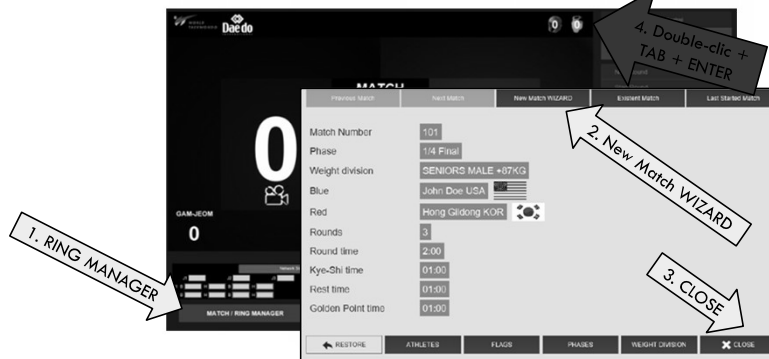 WORLD
TAEKWONDO
Dae do
0 0
4. Double-clic +
TAB + ENTER
MATCH
Previous Match Next Match New Match WIZARD Existent Match Last Started Match
0
GAM-JEOM
0
Match Number 101
Phase 1/4 Final
Weight division SENIORS MALE +87KG
Blue John Doe USA
Red Hong Gildong KOR
Rounds 3
Round time 2:00
Kye-Shi time 01:00
Rest time 01:00
Golden Point time 01:00
2. New Match WIZARD
1. RING MANAGER
3. CLOSE
MATCH / RING MANAGER
RESTORE ATHLETES FLAGS PHASES WEIGHT DIVISION CLOSE